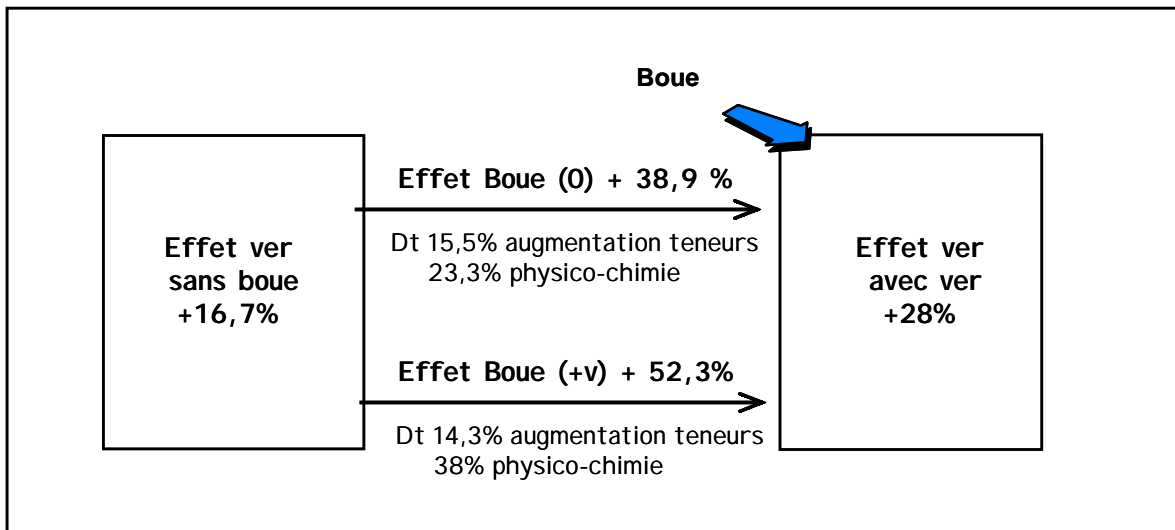 Boue
Effet Boue (0) + 38,9 %
Dt 15,5% augmentation teneurs
23,3% physico-chimie
Effet ver
sans boue
+16,7%
Effet ver
avec ver
+28%
Effet Boue (+v) + 52,3%
Dt 14,3% augmentation teneurs
38% physico-chimie